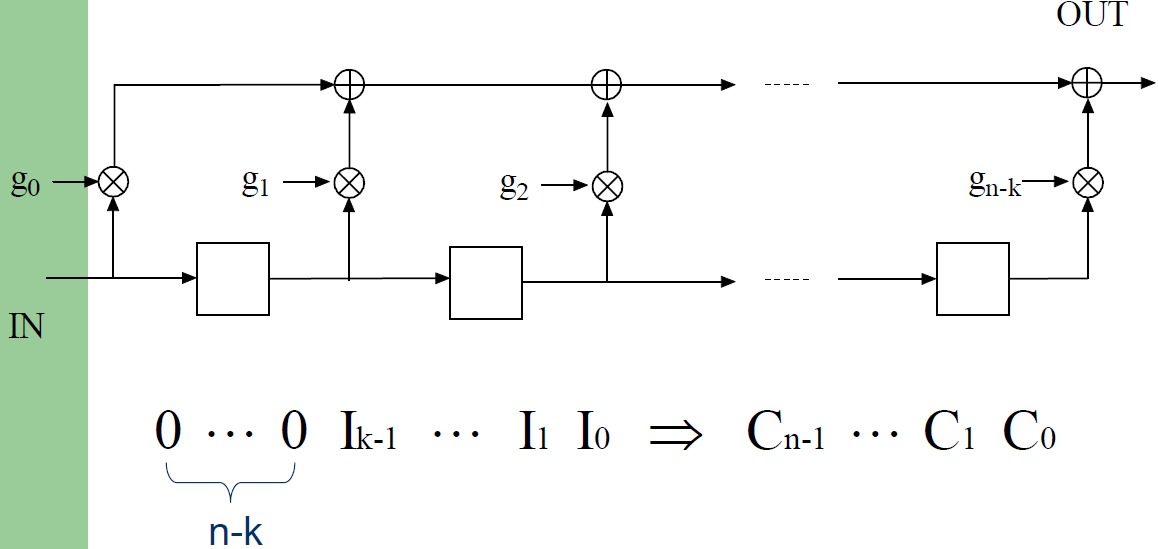 OUT
g₀ g₁ g₂ gₙ₋ₖ
IN
0 ··· 0 Iₖ₋₁ ··· I₁ I₀ ⇒ Cₙ₋₁ ··· C₁ C₀
n-k